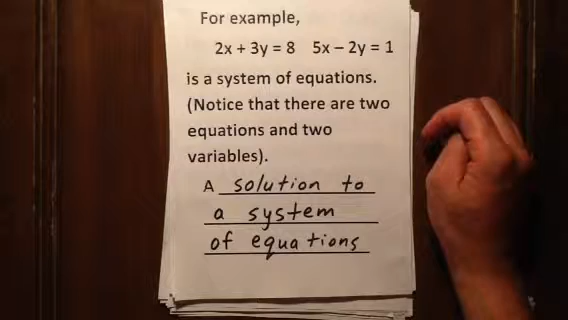 For example,
2x + 3y = 8 5x – 2y = 1
is a system of equations.
(Notice that there are two
equations and two
variables).
A solution to
a system
of equations